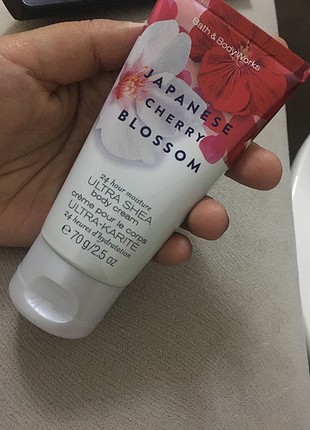 Bath & Body Works
JAPANESE
CHERRY
BLOSSOM
24 hour moisture
ULTRA SHEA
body cream
crème pour le corps
ULTRA-KARITÉ
24 heures d'hydratation
℮ 70 g/2.5 oz